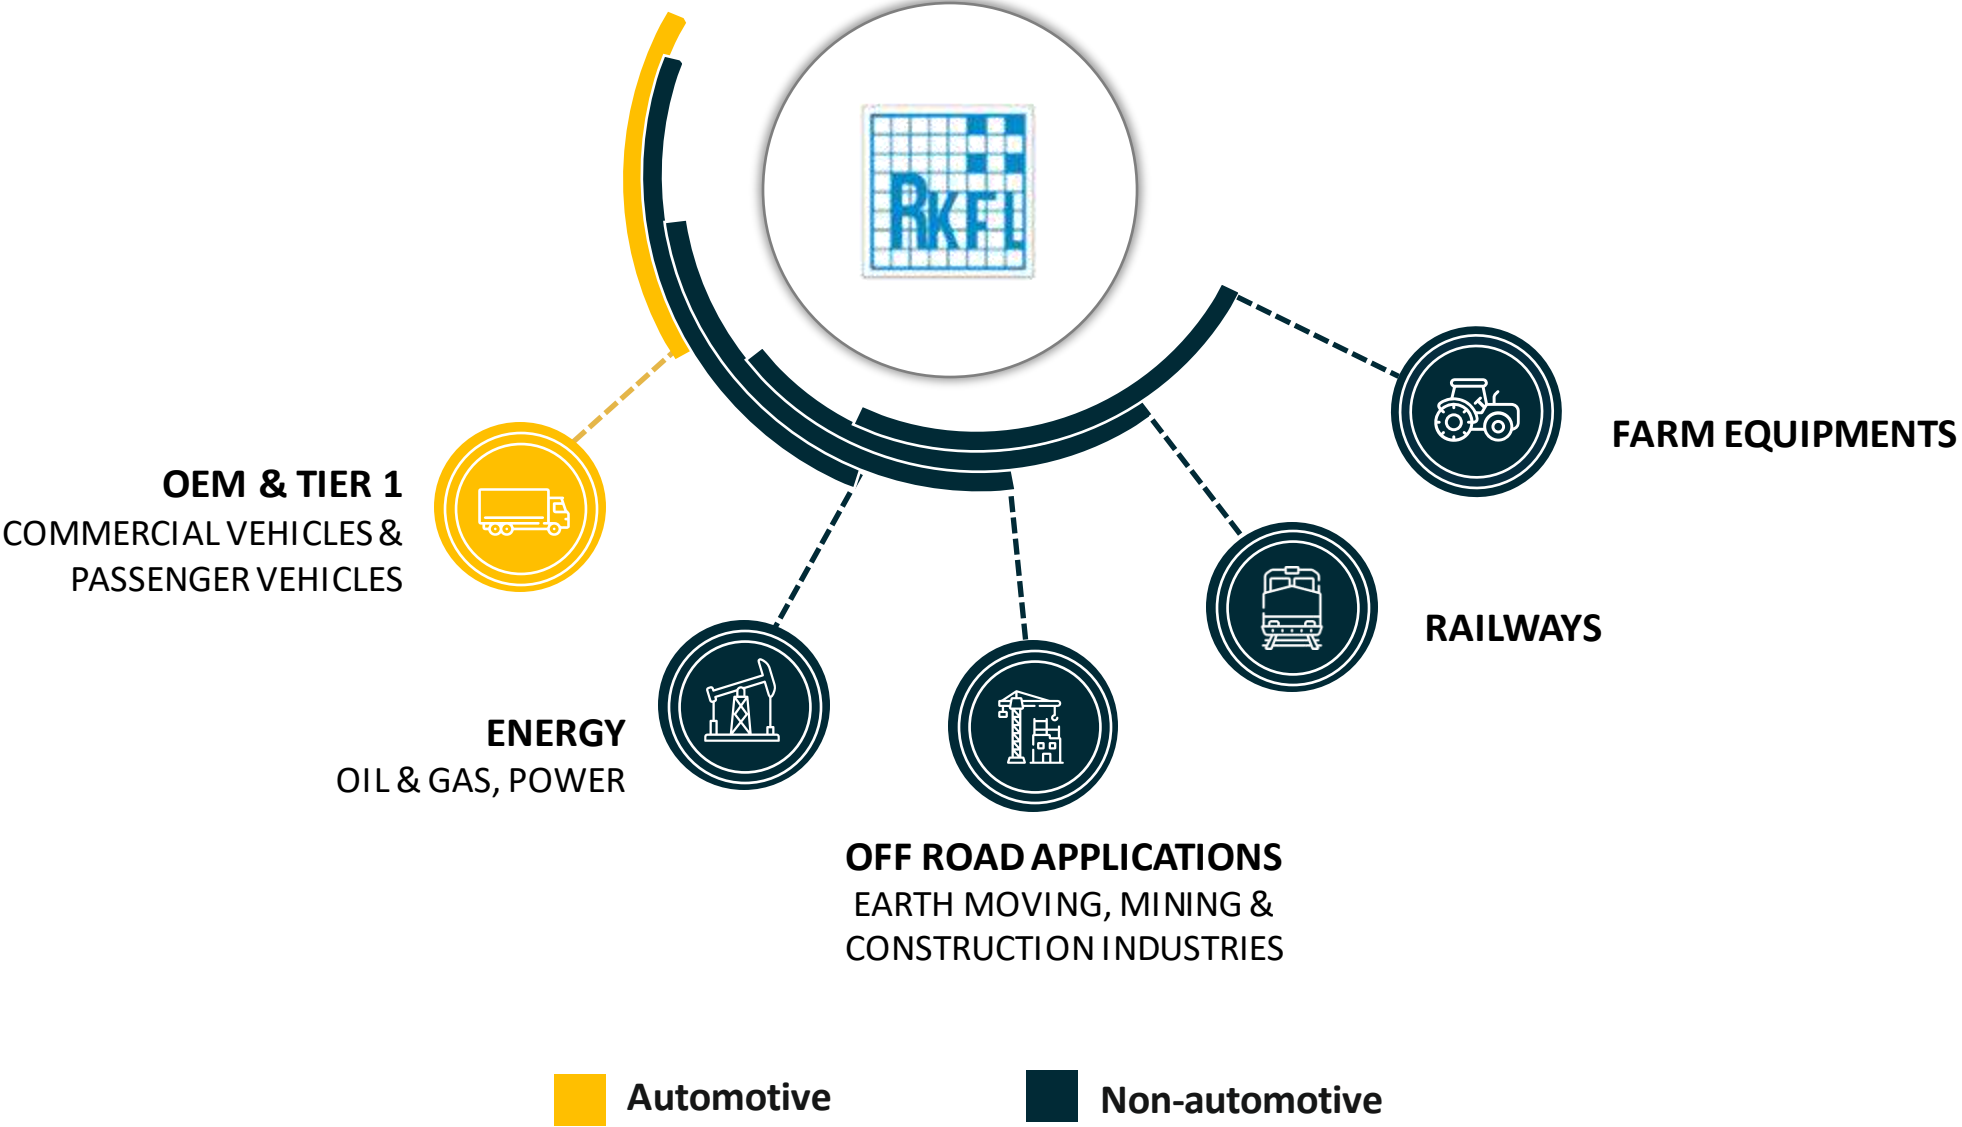 RKFL
FARM EQUIPMENTS
OEM & TIER 1
COMMERCIAL VEHICLES &
PASSENGER VEHICLES
RAILWAYS
ENERGY
OIL & GAS, POWER
OFF ROAD APPLICATIONS
EARTH MOVING, MINING &
CONSTRUCTION INDUSTRIES
Automotive
Non-automotive